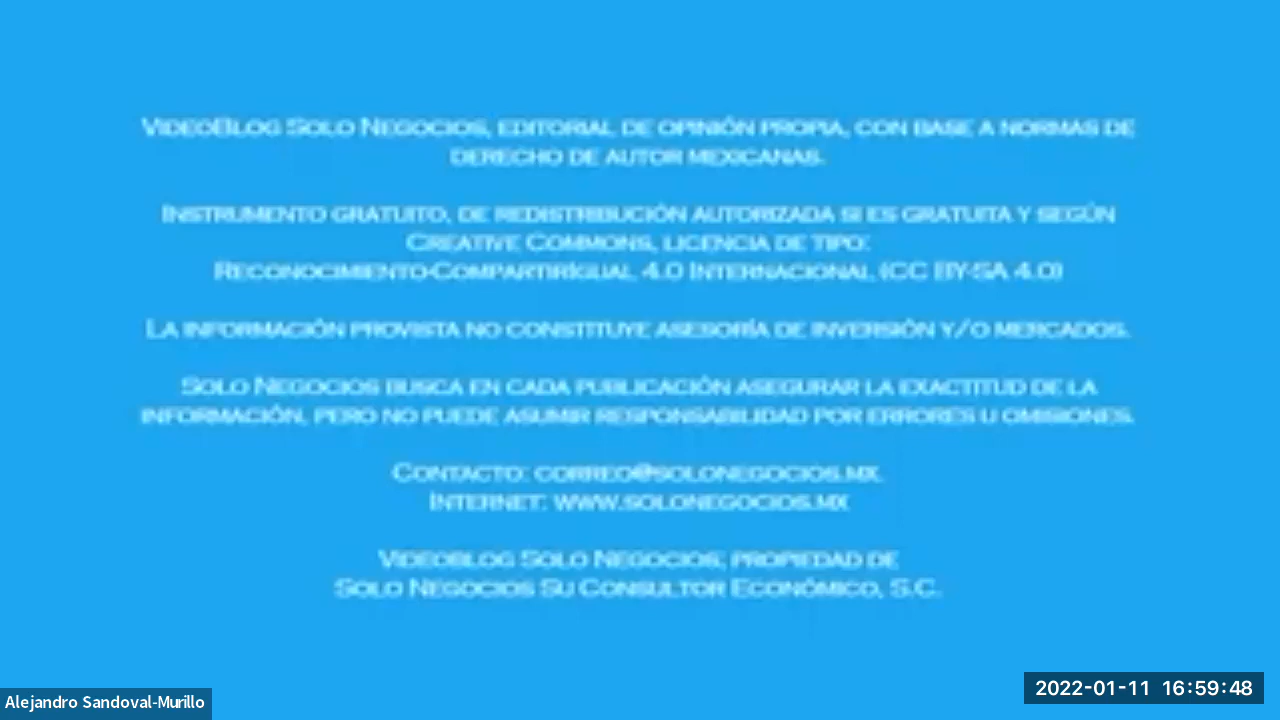 VideoBlog Solo Negocios, editorial de opinión propia, con base a normas de
derecho de autor mexicanas.
Instrumento gratuito, de redistribución autorizada si es gratuita y según
Creative Commons, licencia de tipo:
Reconocimiento-CompartirIgual 4.0 Internacional (CC BY-SA 4.0)
La información provista no constituye asesoría de inversión y/o mercados.
Solo Negocios busca en cada publicación asegurar la exactitud de la
información, pero no puede asumir responsabilidad por errores u omisiones.
Contacto: correo@solonegocios.mx
Internet: www.solonegocios.mx
Videoblog Solo Negocios, propiedad de
Solo Negocios Su Consultor Económico, S.C.
Alejandro Sandoval-Murillo
2022-01-11 16:59:48